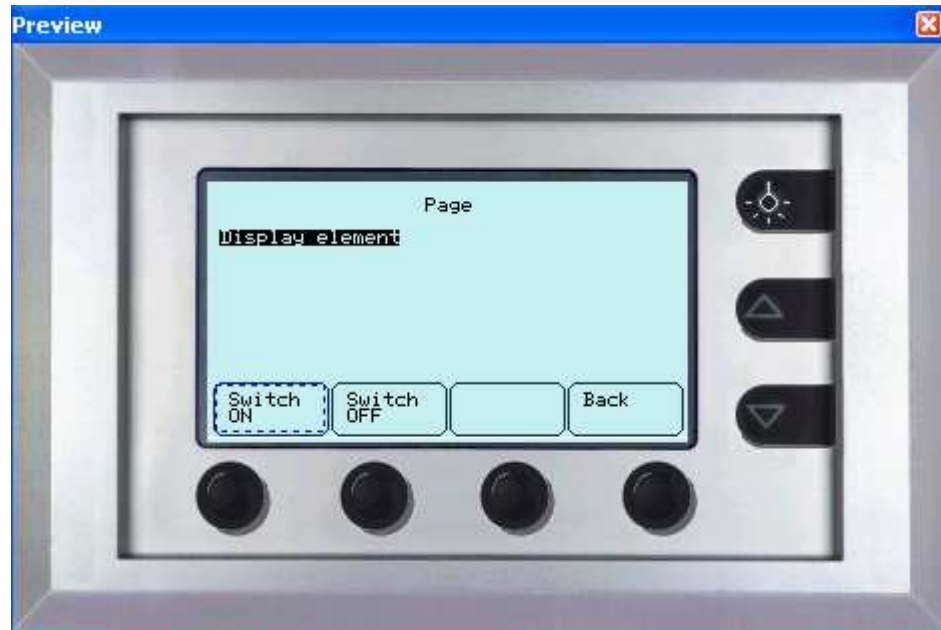 Preview
Page
Display element
Switch
ON
Switch
OFF
Back